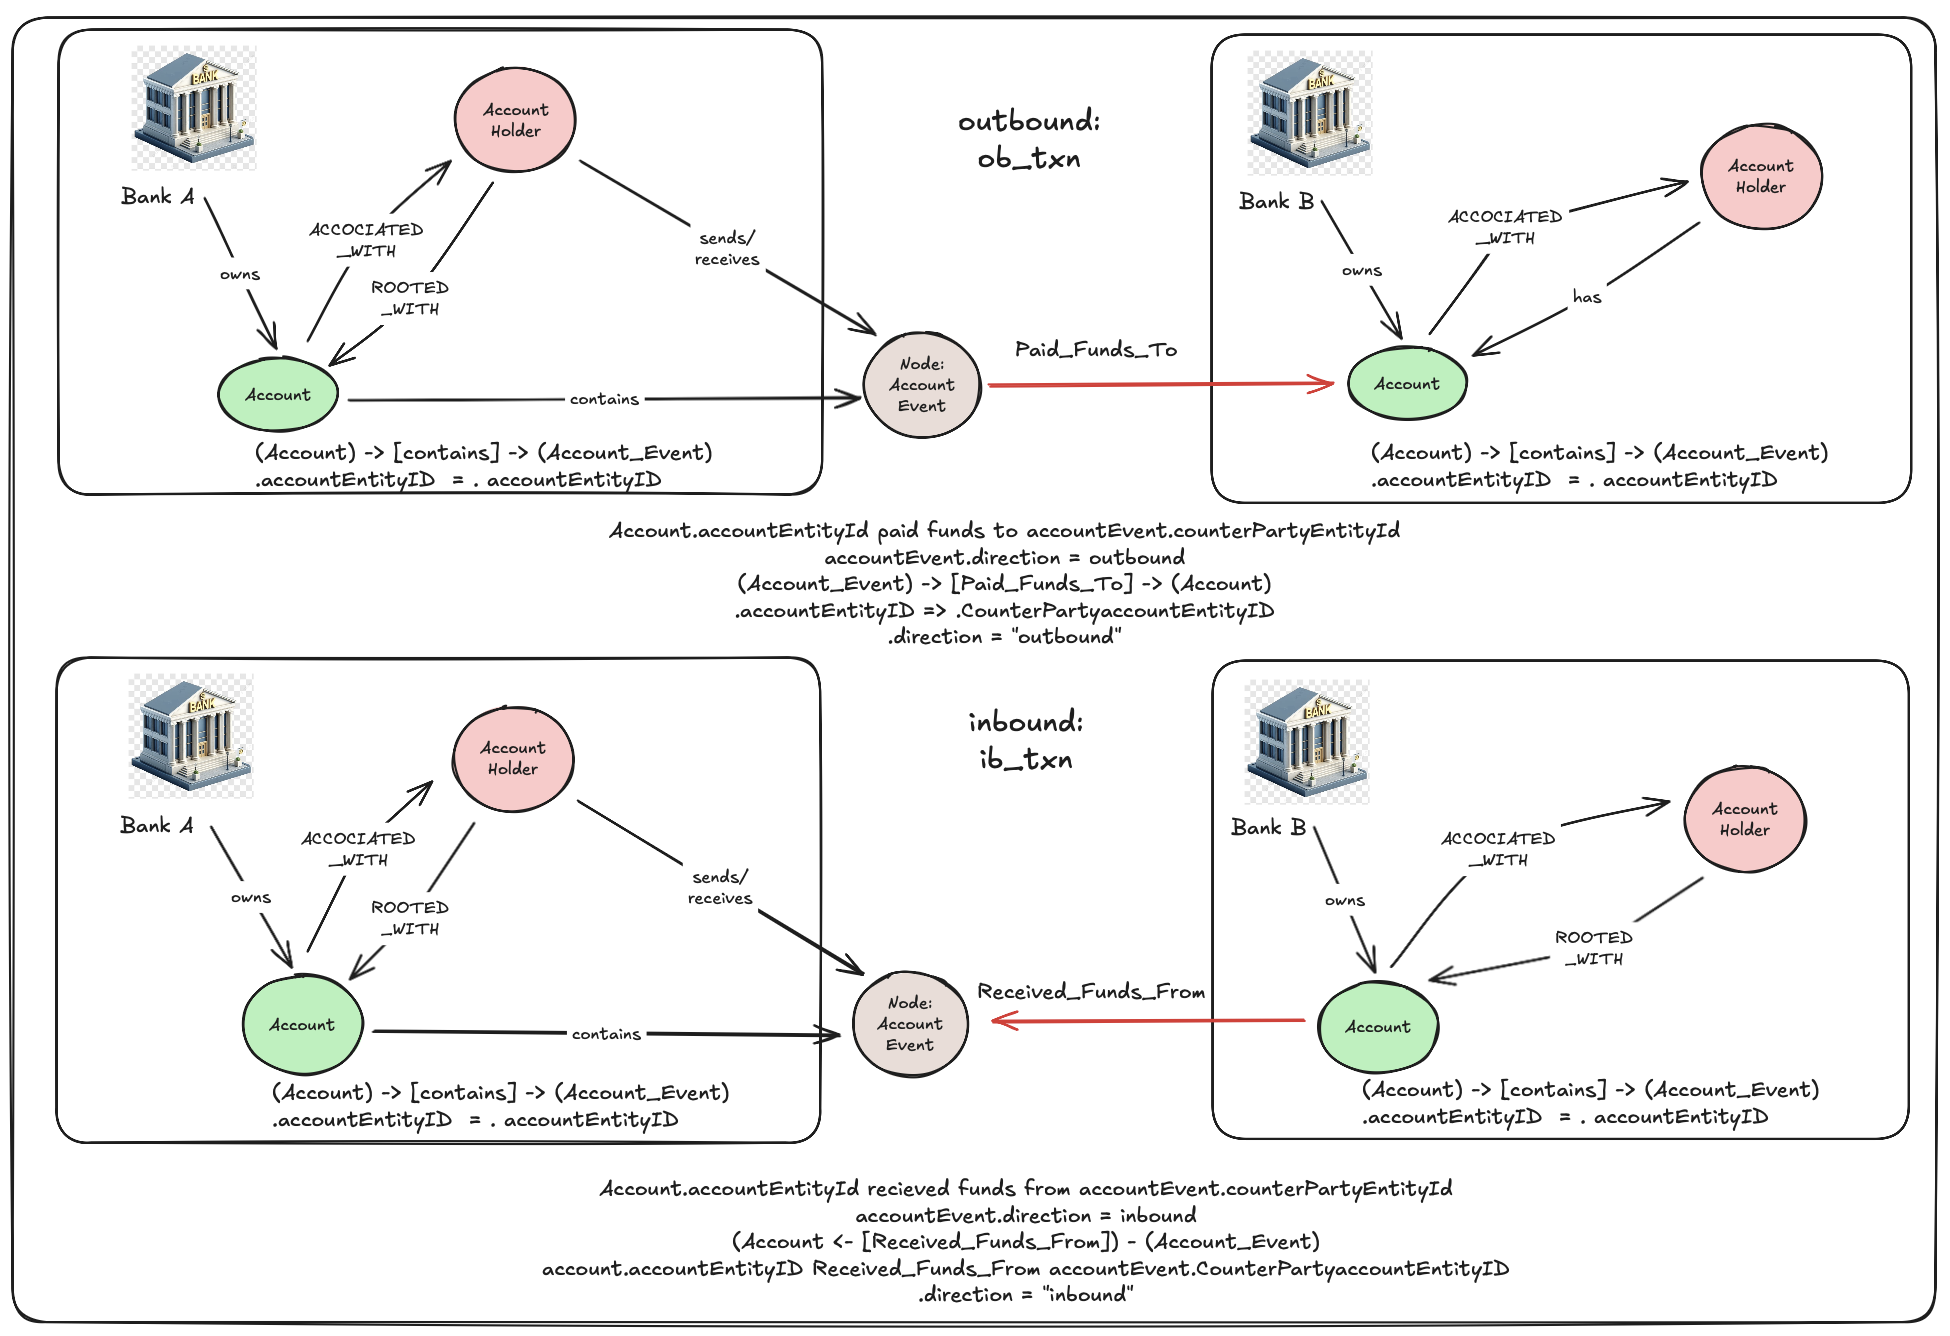 $
BANK
Account
Holder
Bank A
ACCOCIATED
_WITH
owns
ROOTED
_WITH
sends/
receives
Account
contains
Node:
Account
Event
(Account) -> [contains] -> (Account_Event)
.accountEntityID = . accountEntityID
outbound:
ob_txn
Paid_Funds_To
$
BANK
Account
Holder
Bank B
ACCOCIATED
_WITH
owns
has
Account
(Account) -> [contains] -> (Account_Event)
.accountEntityID = . accountEntityID
Account.accountEntityId paid funds to accountEvent.counterPartyEntityId
accountEvent.direction = outbound
(Account_Event) -> [Paid_Funds_To] -> (Account)
.accountEntityID => .CounterPartyaccountEntityID
.direction = "outbound"
$
BANK
Account
Holder
Bank A
ACCOCIATED
_WITH
owns
ROOTED
_WITH
sends/
receives
Account
contains
Node:
Account
Event
(Account) -> [contains] -> (Account_Event)
.accountEntityID = . accountEntityID
inbound:
ib_txn
Received_Funds_From
$
BANK
Account
Holder
Bank B
ACCOCIATED
_WITH
owns
ROOTED
_WITH
Account
(Account) -> [contains] -> (Account_Event)
.accountEntityID = . accountEntityID
Account.accountEntityId recieved funds from accountEvent.counterPartyEntityId
accountEvent.direction = inbound
(Account <- [Received_Funds_From]) - (Account_Event)
account.accountEntityID Received_Funds_From accountEvent.CounterPartyaccountEntityID
.direction = "inbound"